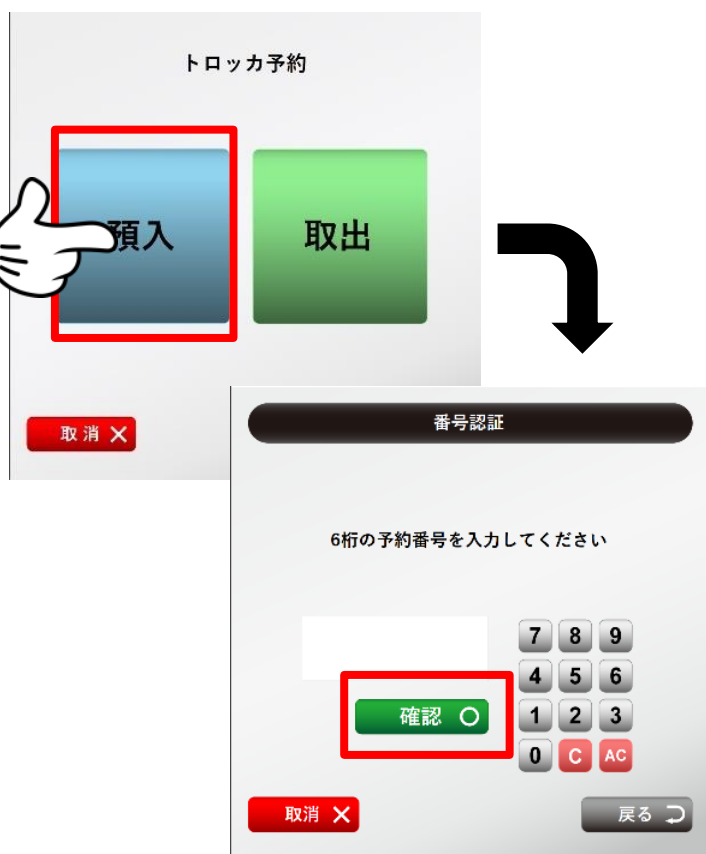 トロッカ予約
預入
取出
取消 ×
番号認証
6桁の予約番号を入力してください
7 8 9
4 5 6
確認 ○
1 2 3
0 C AC
取消 ×
戻る